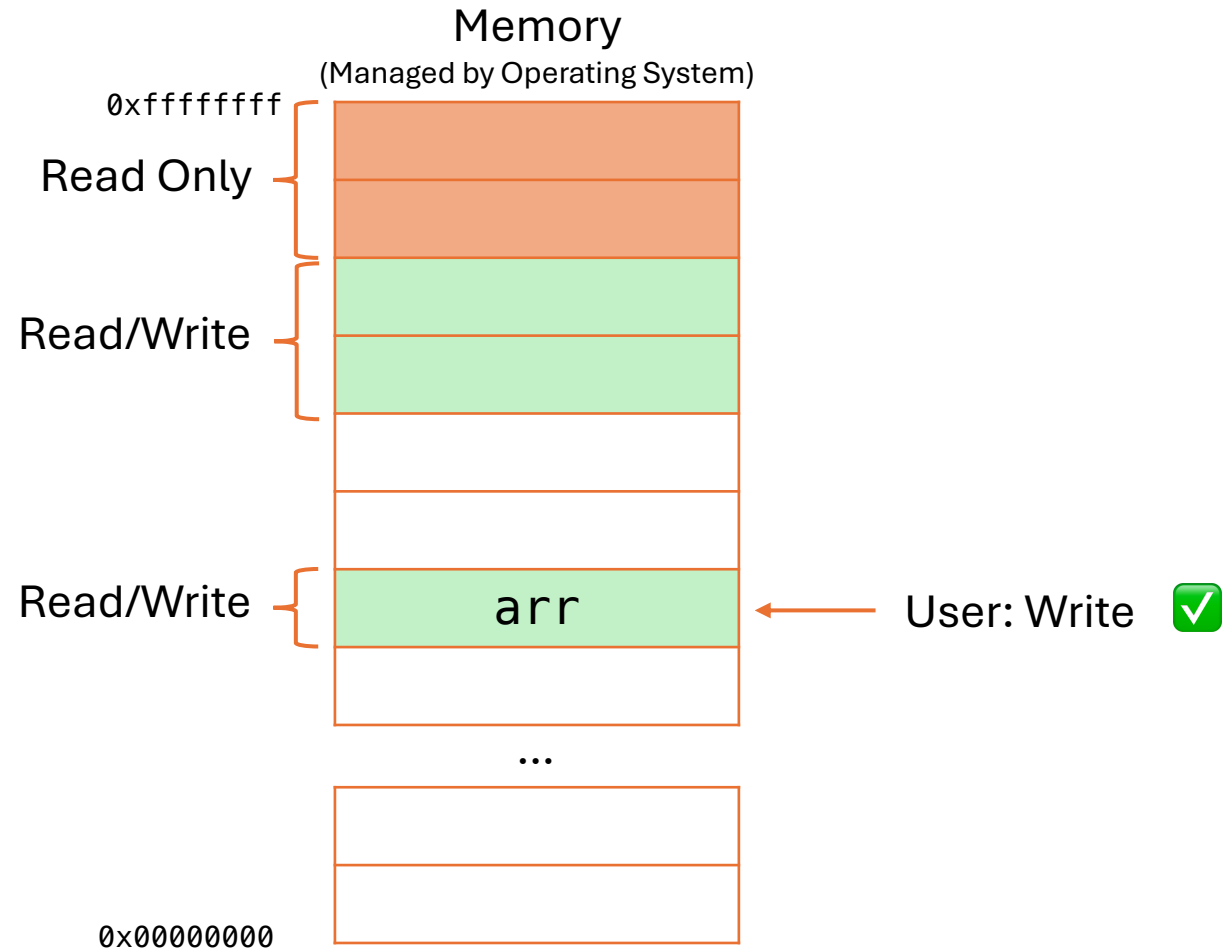 Memory
(Managed by Operating System)
0xffffffff
Read Only
Read/Write
Read/Write
arr
User: Write ✅
...
0x00000000